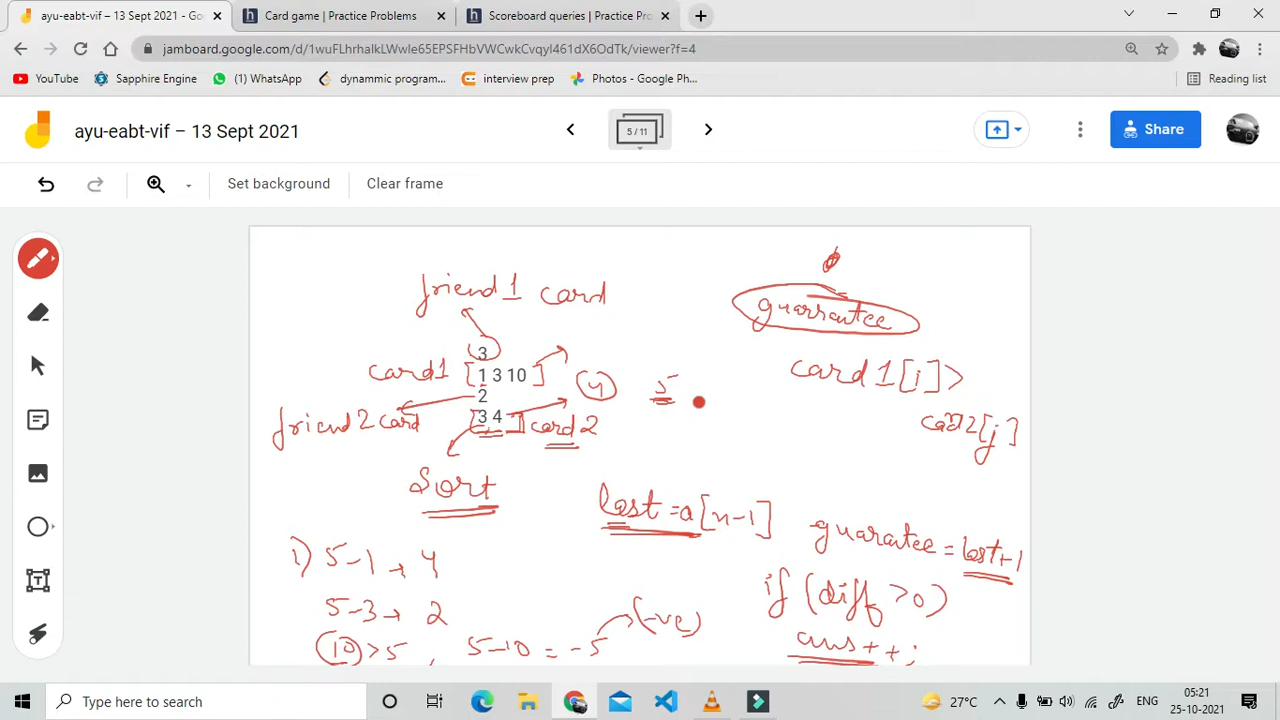 ayu-eabt-vif – 13 Sept 2021 - Go
Card game | Practice Problems
Scoreboard queries | Practice Pro
jamboard.google.com/d/1wuFLhrhaIkLWwle65EPSFHbVWCwkCvqyl461dX6OdTk/viewer?f=4
YouTube
Sapphire Engine
(1) WhatsApp
dynammic program...
interview prep
Photos - Google Ph...
Reading list
ayu-eabt-vif – 13 Sept 2021
5 / 11
Share
Set background
Clear frame
friend 1 card
guarantee
3
card1 [1 3 10]
4
5
card 1[i]>
2
friend 2 card
[3 4] card 2
card2[j]
Sort
last = a[n-1]
guarantee = last+1
1) 5-1 → 4
if (diff >0)
5-3 → 2
ans++;
10>5, 5-10 = -5
(-ve)
Type here to search
27°C
ENG
05:21
25-10-2021